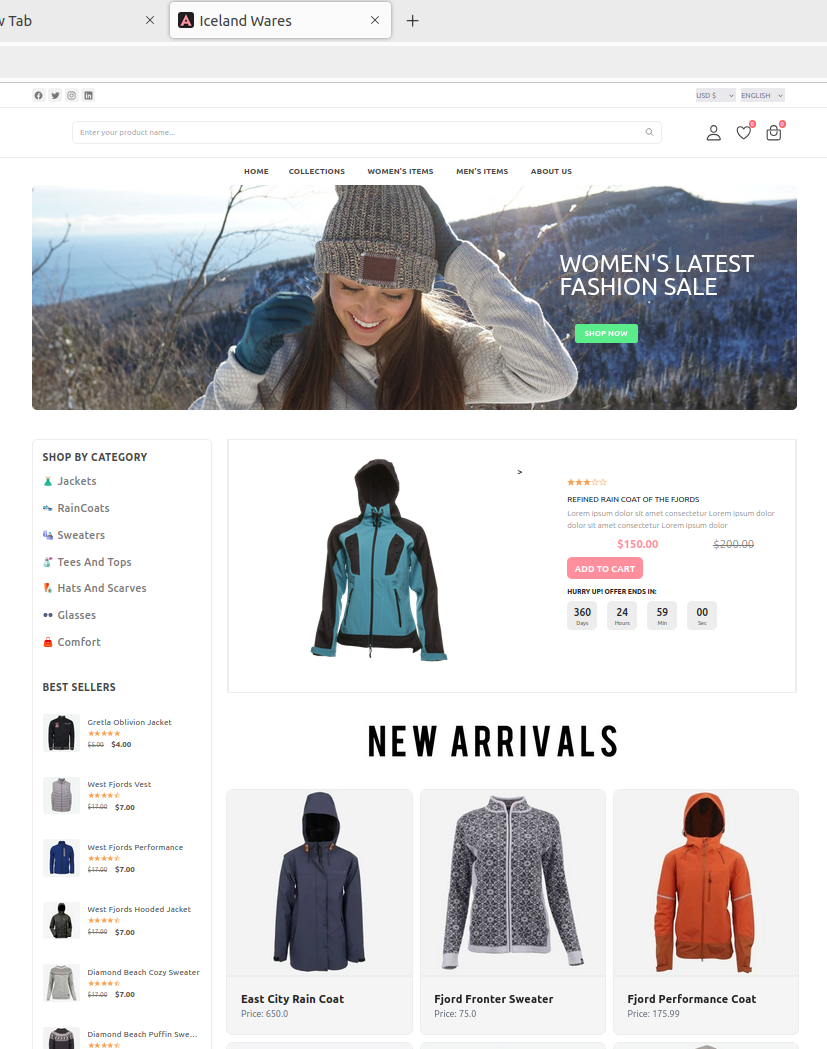 w Tab
Iceland Wares
USD $
ENGLISH
Enter your product name...
0
0
HOME COLLECTIONS WOMEN'S ITEMS MEN'S ITEMS ABOUT US
WOMEN'S LATEST
FASHION SALE
SHOP NOW
SHOP BY CATEGORY
Jackets
RainCoats
Sweaters
Tees And Tops
Hats And Scarves
Glasses
Comfort
BEST SELLERS
Gretla Oblivion Jacket
$5.00 $4.00
West Fjords Vest
$17.00 $7.00
West Fjords Performance
$17.00 $7.00
West Fjords Hooded Jacket
$17.00 $7.00
Diamond Beach Cozy Sweater
$17.00 $7.00
Diamond Beach Puffin Swe...
>
REFINED RAIN COAT OF THE FJORDS
Lorem ipsum dolor sit amet consectetur Lorem ipsum dolor
dolor sit amet consectetur Lorem ipsum dolor
$150.00 $200.00
ADD TO CART
HURRY UP! OFFER ENDS IN:
360 24 59 00
Days Hours Min Sec
NEW ARRIVALS
East City Rain Coat
Price: 650.0
Fjord Fronter Sweater
Price: 75.0
Fjord Performance Coat
Price: 175.99